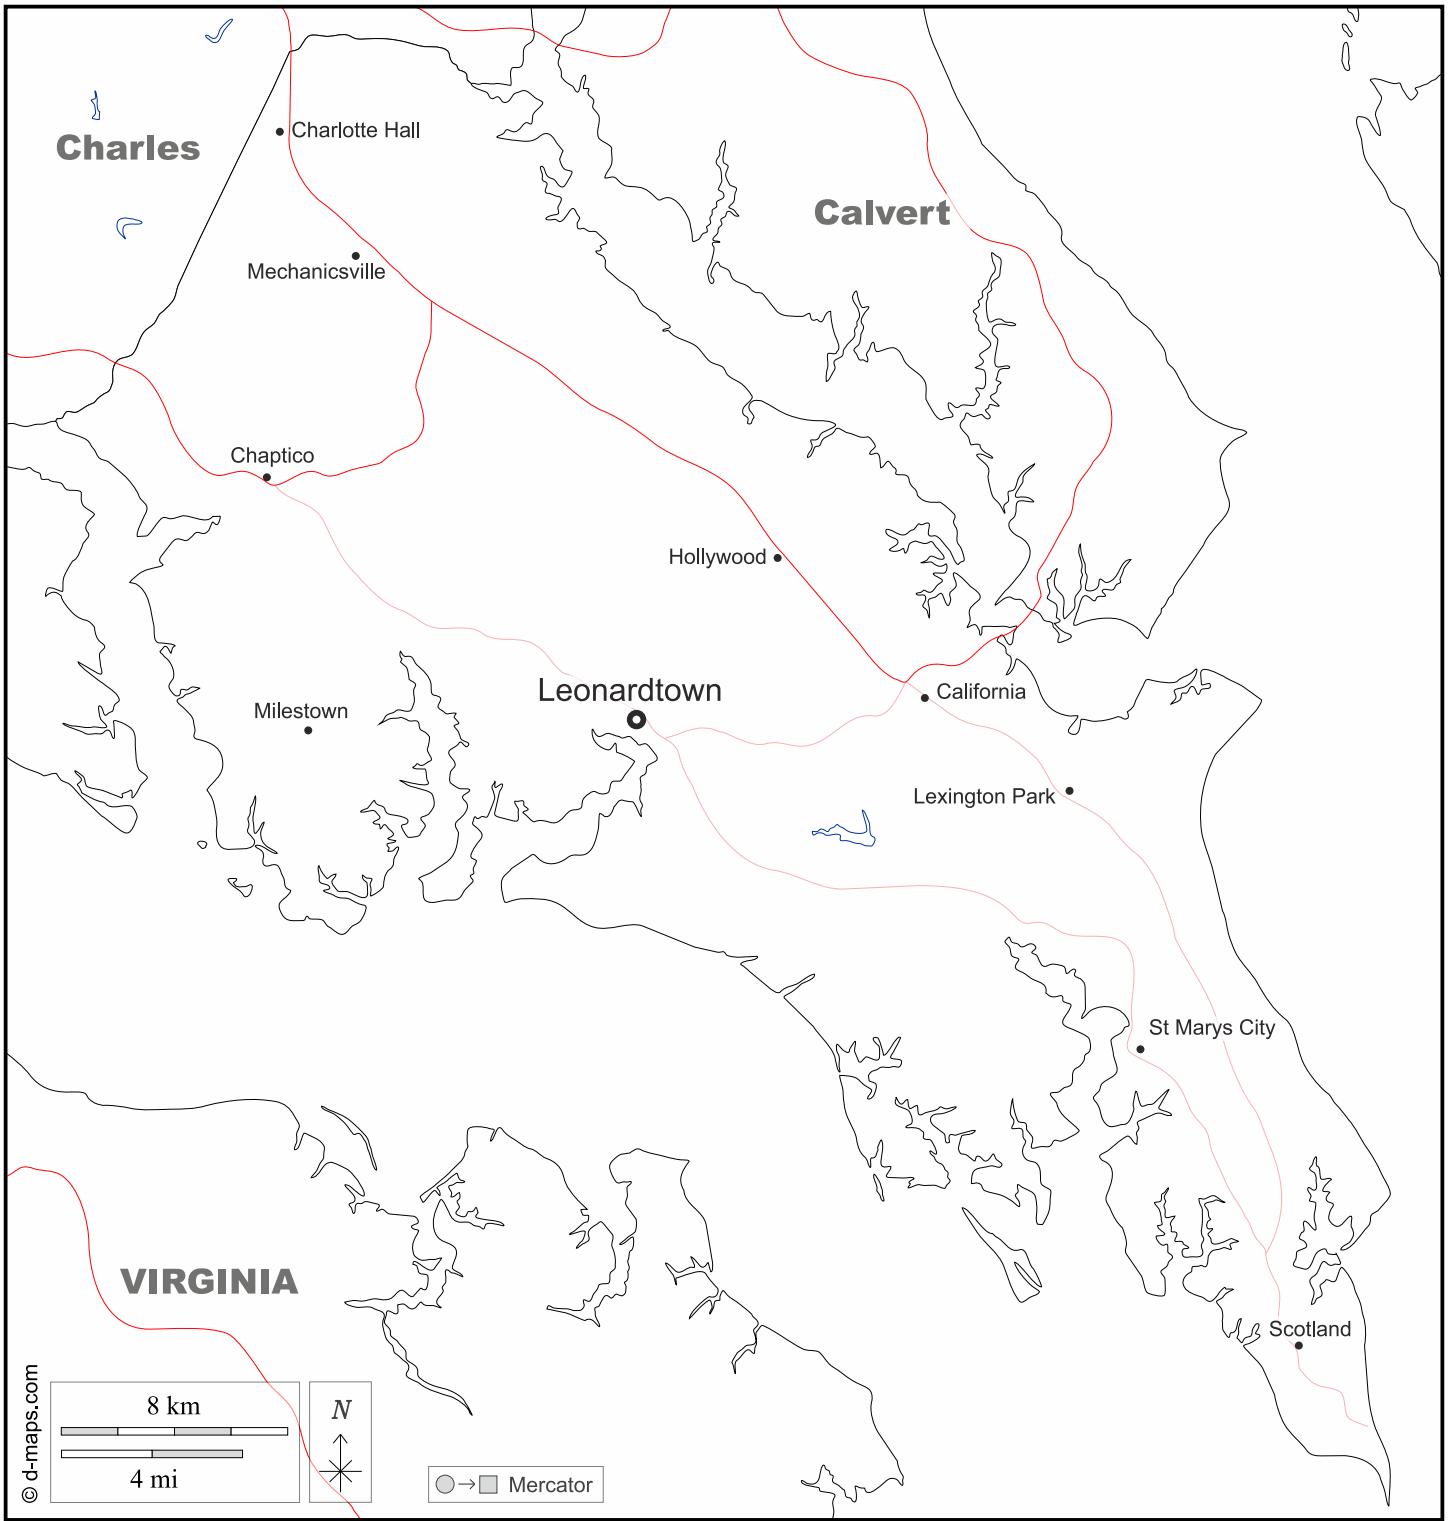 Charlotte Hall
Charles
Calvert
Mechanicsville
Chaptico
Hollywood
Leonardtown
California
Milestown
Lexington Park
St Marys City
VIRGINIA
Scotland
8 km
4 mi
N
Mercator
© d-maps.com